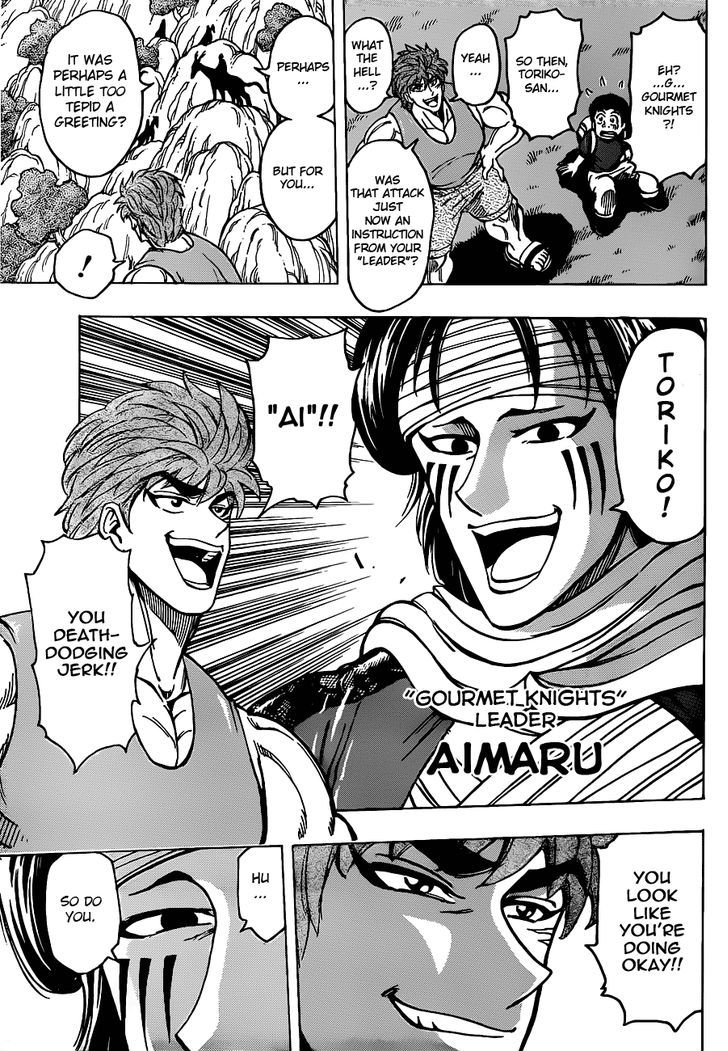 EH?
...G...
GOURMET
KNIGHTS
?!
SO THEN,
TORIKO-
SAN...
YEAH
...
WHAT
THE
HELL
...?
WAS
THAT ATTACK
JUST
NOW AN
INSTRUCTION
FROM YOUR
"LEADER"?
PERHAPS
...
BUT FOR
YOU...
IT WAS
PERHAPS A
LITTLE TOO
TEPID A
GREETING?
!
TORIKO!
"AI"!!
YOU
DEATH-
DODGING
JERK!!
"GOURMET KNIGHTS"
LEADER
AIMARU
YOU
LOOK
LIKE
YOU'RE
DOING
OKAY!!
HU
...
SO DO
YOU.